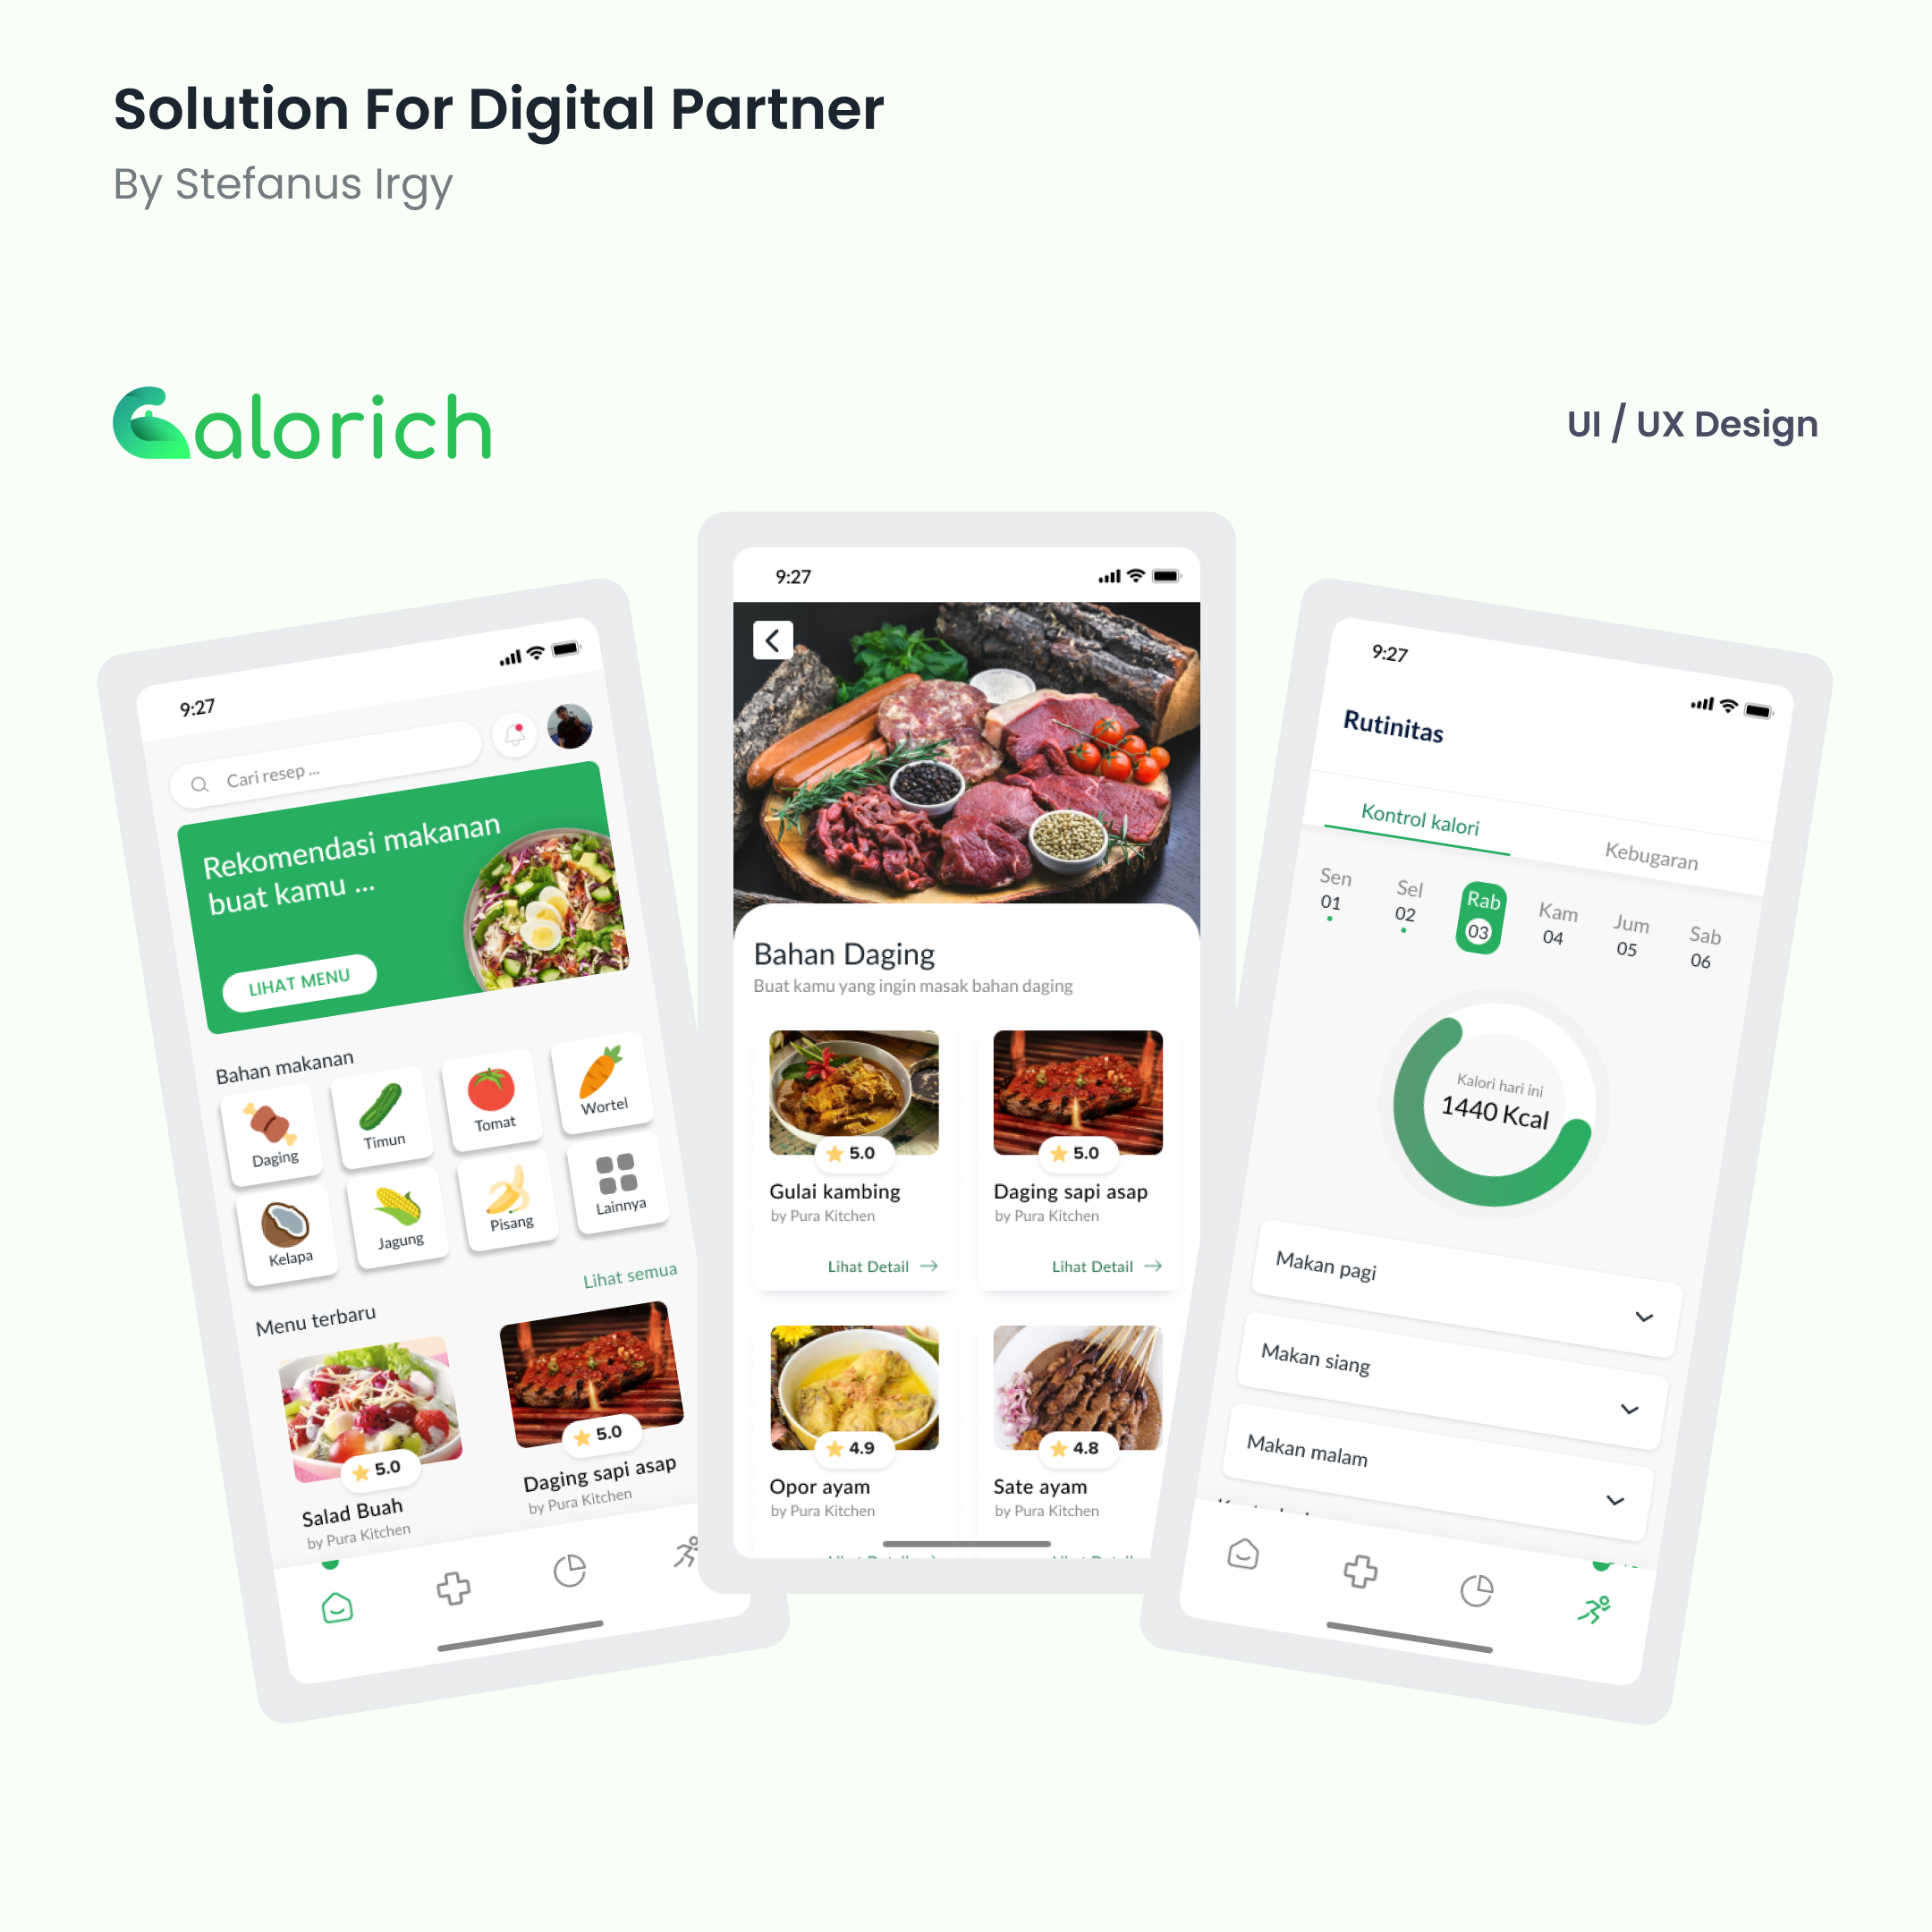 Solution For Digital Partner
By Stefanus Irgy
Calorich
UI / UX Design
9:27
Cari resep ...
Rekomendasi makanan
buat kamu ...
LIHAT MENU
Bahan makanan
Daging
Timun
Tomat
Wortel
Kelapa
Jagung
Pisang
Lainnya
Lihat semua
Menu terbaru
5.0
Salad Buah
by Pura Kitchen
5.0
Daging sapi asap
by Pura Kitchen
9:27
Bahan Daging
Buat kamu yang ingin masak bahan daging
5.0
Gulai kambing
by Pura Kitchen
Lihat Detail
5.0
Daging sapi asap
by Pura Kitchen
Lihat Detail
4.9
Opor ayam
by Pura Kitchen
4.8
Sate ayam
by Pura Kitchen
9:27
Rutinitas
Kontrol kalori
Kebugaran
Sen Sel Rab Kam Jum Sab
01 02 03 04 05 06
Kalori hari ini
1440 Kcal
Makan pagi
Makan siang
Makan malam